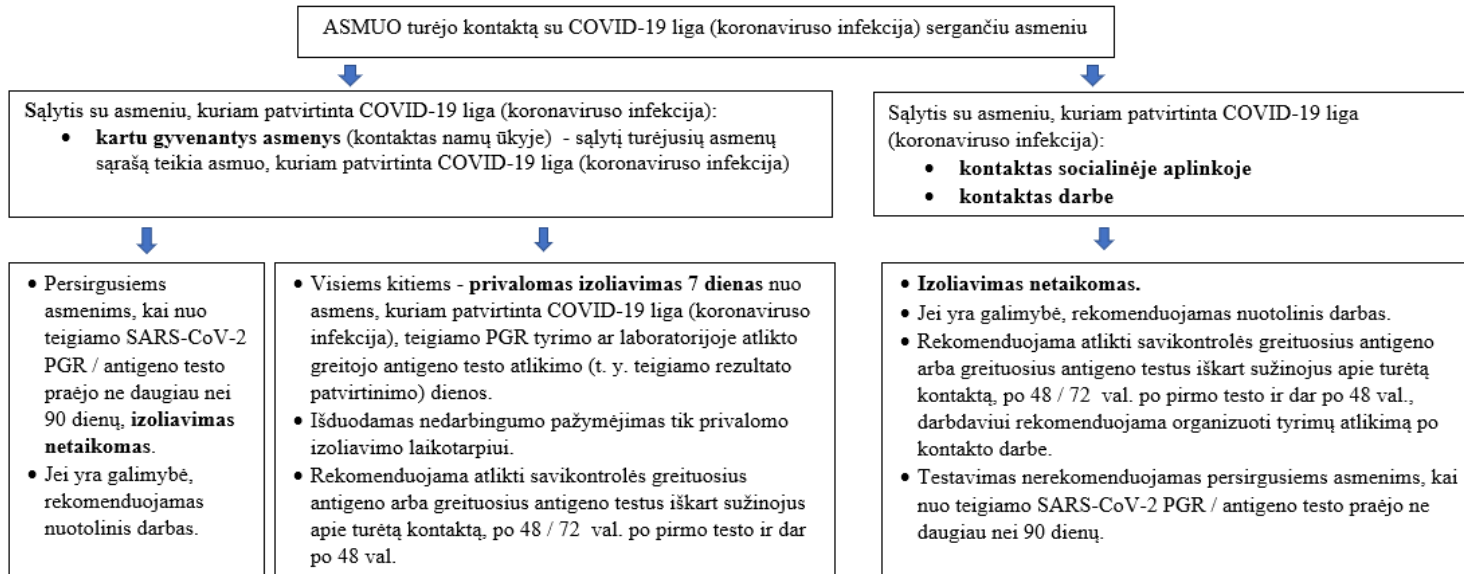 ASMUO turėjo kontaktą su COVID-19 liga (koronaviruso infekcija) sergančiu asmeniu
Sąlytis su asmeniu, kuriam patvirtinta COVID-19 liga (koronaviruso infekcija):
• kartu gyvenantys asmenys (kontaktas namų ūkyje) - sąlytį turėjusių asmenų
sąrašą teikia asmuo, kuriam patvirtinta COVID-19 liga (koronaviruso infekcija)
Sąlytis su asmeniu, kuriam patvirtinta COVID-19 liga
(koronaviruso infekcija):
• kontaktas socialinėje aplinkoje
• kontaktas darbe
• Persirgusiems
asmenims, kai nuo
teigiamo SARS-CoV-2
PGR / antigeno testo
praėjo ne daugiau nei
90 dienų, izoliavimas
netaikomas.
• Jei yra galimybė,
rekomenduojamas
nuotolinis darbas.
• Visiems kitiems - privalomas izoliavimas 7 dienas nuo
asmens, kuriam patvirtinta COVID-19 liga (koronaviruso
infekcija), teigiamo PGR tyrimo ar laboratorijoje atlikto
greitojo antigeno testo atlikimo (t. y. teigiamo rezultato
patvirtinimo) dienos.
• Išduodamas nedarbingumo pažymėjimas tik privalomo
izoliavimo laikotarpiui.
• Rekomenduojama atlikti savikontrolės greituosius
antigeno arba greituosius antigeno testus iškart sužinojus
apie turėtą kontaktą, po 48 / 72 val. po pirmo testo ir dar
po 48 val.
• Izoliavimas netaikomas.
• Jei yra galimybė, rekomenduojamas nuotolinis darbas.
• Rekomenduojama atlikti savikontrolės greituosius antigeno
arba greituosius antigeno testus iškart sužinojus apie turėtą
kontaktą, po 48 / 72 val. po pirmo testo ir dar po 48 val.,
darbdaviui rekomenduojama organizuoti tyrimų atlikimą po
kontakto darbe.
• Testavimas nerekomenduojamas persirgusiems asmenims, kai
nuo teigiamo SARS-CoV-2 PGR / antigeno testo praėjo ne
daugiau nei 90 dienų.